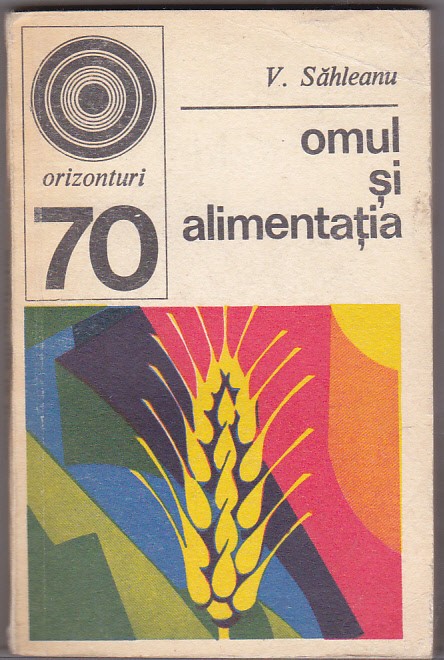 orizonturi
70
V. Săhleanu
omul
și
alimentația